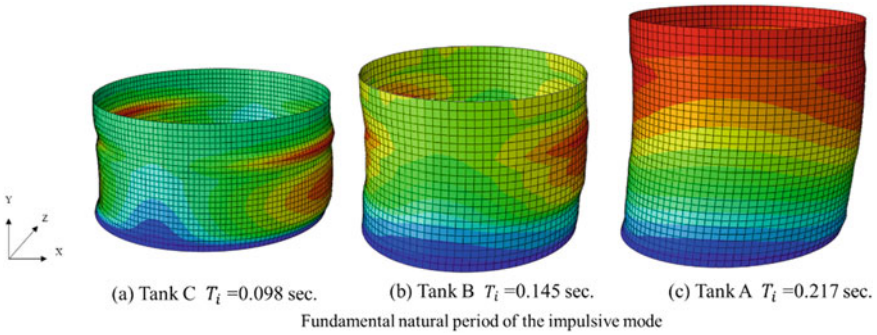 Y
Z
X
(a) Tank C T_i =0.098 sec.
(b) Tank B T_i =0.145 sec.
(c) Tank A T_i =0.217 sec.
Fundamental natural period of the impulsive mode